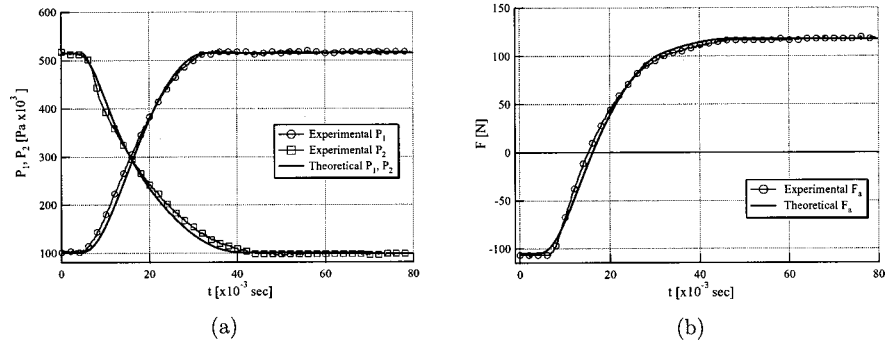 P₁, P₂ [Pa x10³]
600
500
400
300
200
100
0
20
40
60
80
t [x10⁻³ sec]
Experimental P₁
Experimental P₂
Theoretical P₁, P₂
(a)
F [N]
150
100
50
0
-50
-100
0
20
40
60
80
t [x10⁻³ sec]
Experimental Fₐ
Theoretical Fₐ
(b)